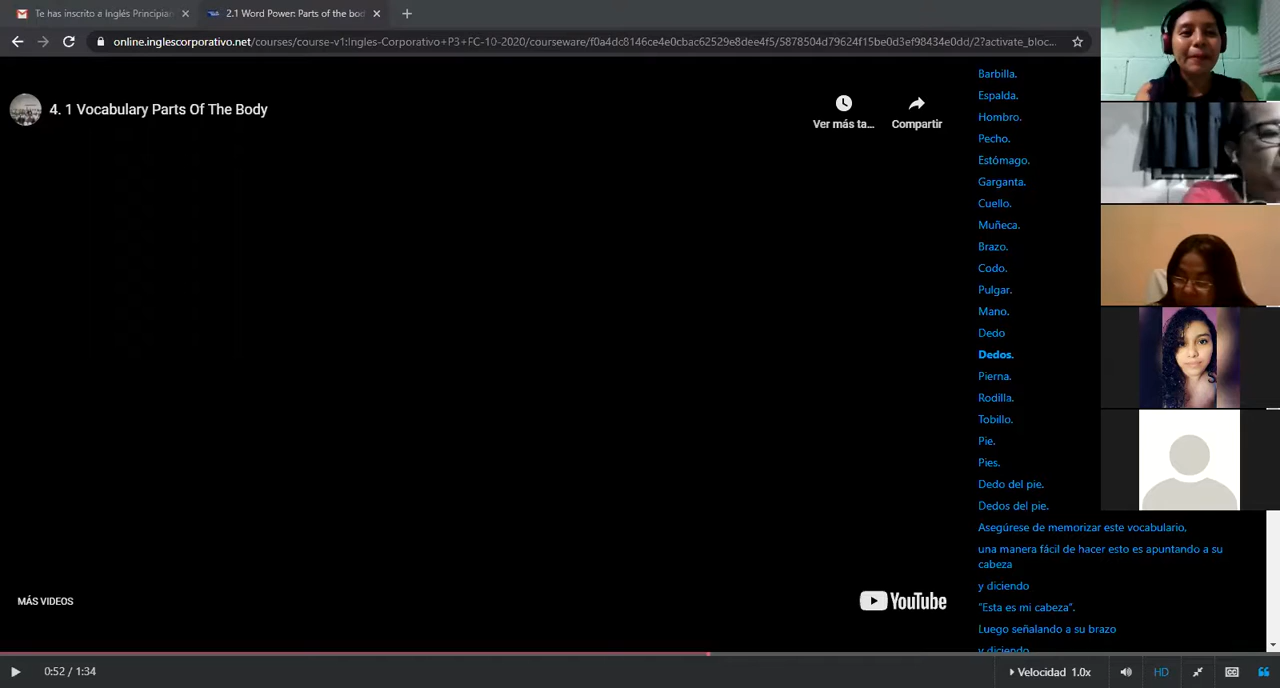 Te has inscrito a Inglés Principian
2.1 Word Power: Parts of the bod
online.inglescorporativo.net/courses/course-v1:Ingles-Corporativo+P3+FC-10-2020/courseware/f0a4dc8146ce4e0cbac62529e8dee4f5/5878504d79624f15be0d3ef98434e0dd/2?activate_bloc...
4. 1 Vocabulary Parts Of The Body
Ver más ta...
Compartir
Barbilla.
Espalda.
Hombro.
Pecho.
Estómago.
Garganta.
Cuello.
Muñeca.
Brazo.
Codo.
Pulgar.
Mano.
Dedo
Dedos.
Pierna.
Rodilla.
Tobillo.
Pie.
Pies.
Dedo del pie.
Dedos del pie.
Asegúrese de memorizar este vocabulario,
una manera fácil de hacer esto es apuntando a su
cabeza
y diciendo
"Esta es mi cabeza".
Luego señalando a su brazo
y diciendo
MÁS VIDEOS
YouTube
0:52 / 1:34
Velocidad 1.0x
HD
CC